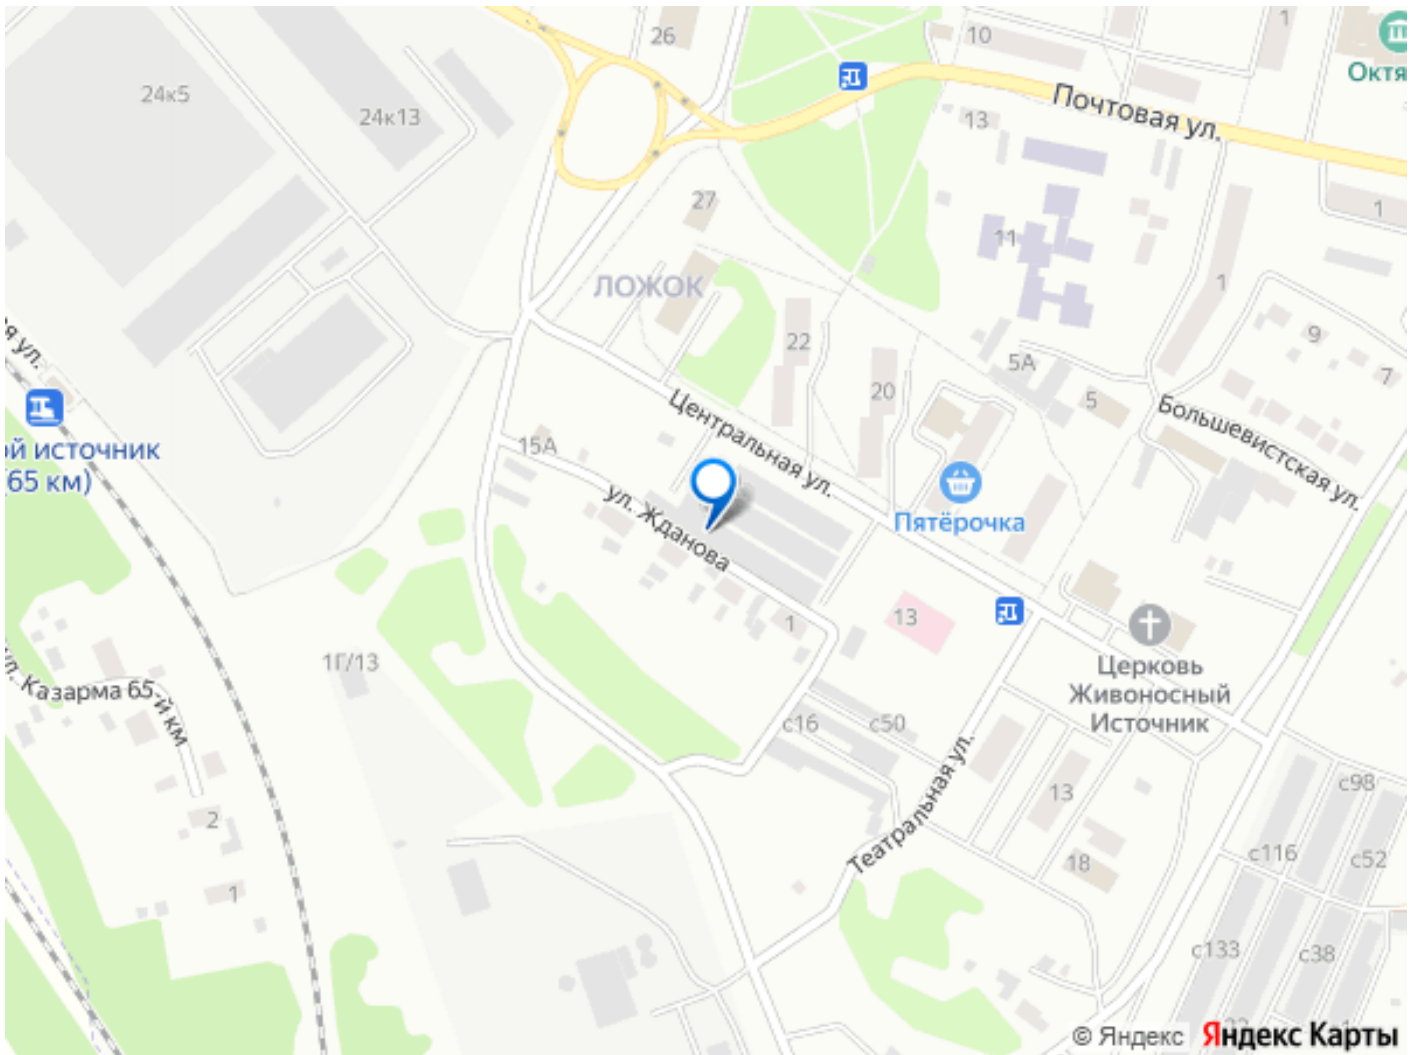 26
10
1
Октя
24к5
24к13
Почтовая ул.
13
27
11
1
ЛОЖОК
1
я ул.
22
9
5А
7
20
5
Центральная ул.
Большевистская ул.
15А
ой источник
(65 км)
ул. Жданова
Пятёрочка
13
1
1Г/13
Церковь
Живоносный
Источник
ул. Казарма 65-й км
с16
с50
Театральная ул.
13
с98
2
18
с116
с52
1
с133
с38
© Яндекс Яндекс Карты